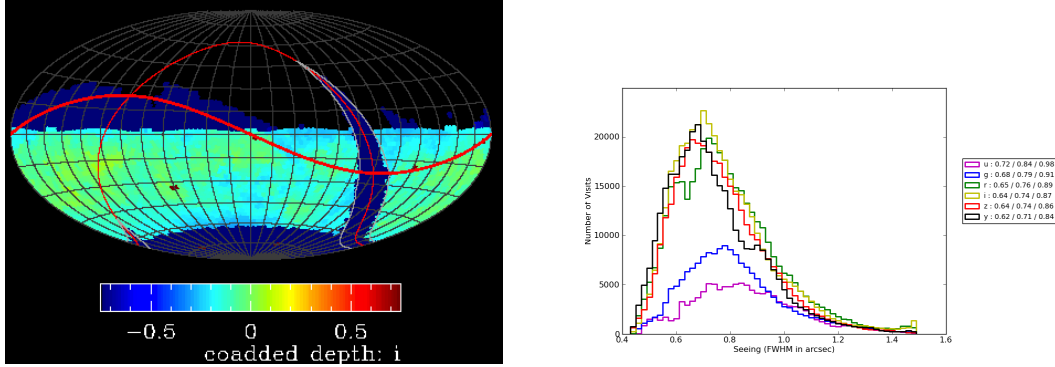 −0.5 0 0.5
coadded depth: i
Number of Visits
20000
15000
10000
5000
0
0.4 0.6 0.8 1.0 1.2 1.4 1.6
Seeing (FWHM in arcsec)
u : 0.72 / 0.84 / 0.98
g : 0.68 / 0.79 / 0.91
r : 0.65 / 0.76 / 0.89
i : 0.64 / 0.74 / 0.87
z : 0.64 / 0.74 / 0.86
y : 0.62 / 0.71 / 0.84